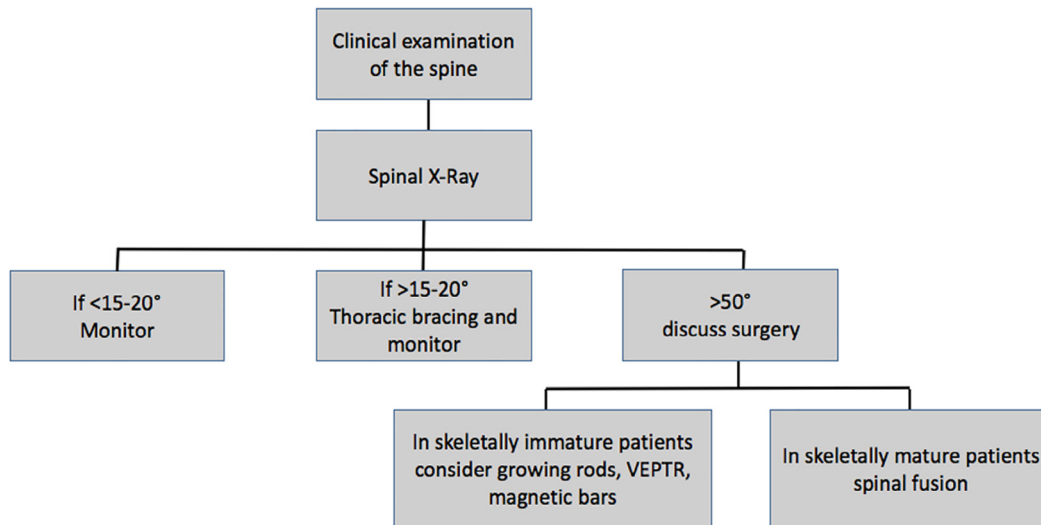 Clinical examination
of the spine
Spinal X-Ray
If <15-20°
Monitor
If >15-20°
Thoracic bracing and
monitor
>50°
discuss surgery
In skeletally immature patients
consider growing rods, VEPTR,
magnetic bars
In skeletally mature patients
spinal fusion